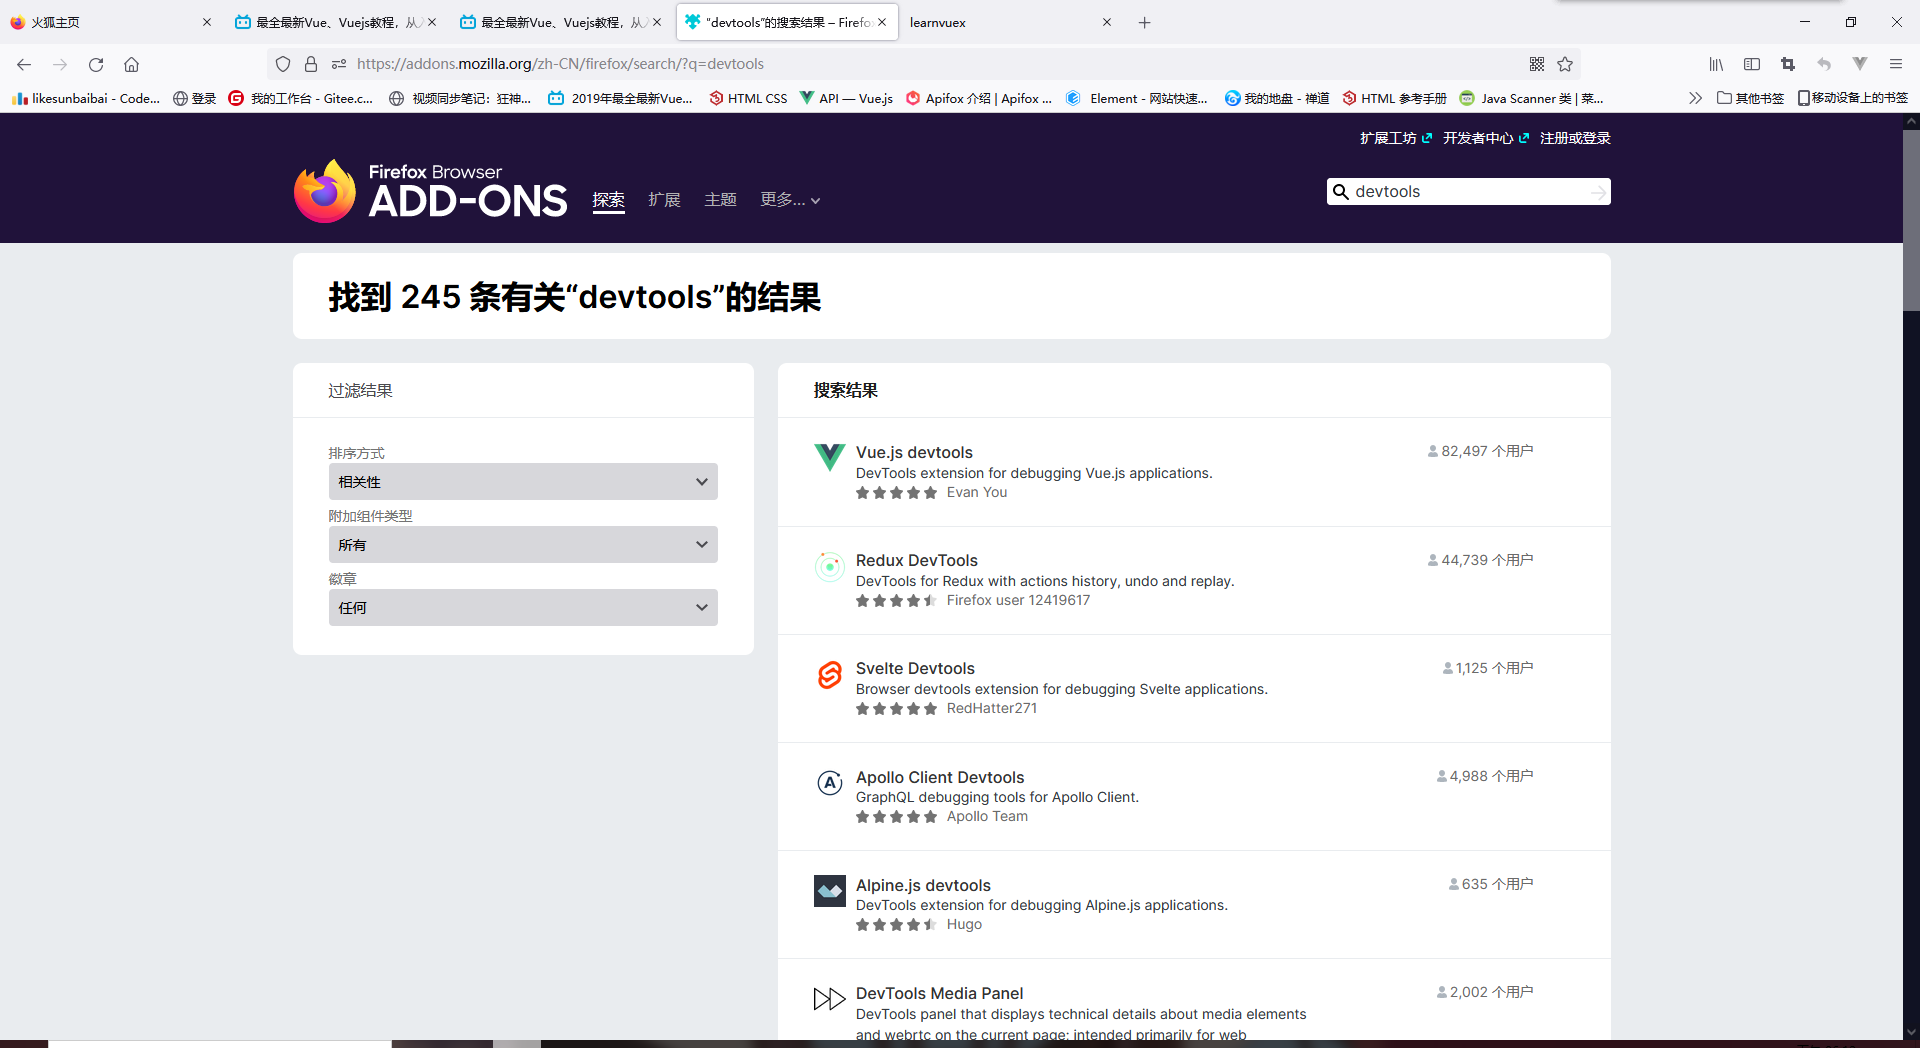 火狐主页
最全最新Vue、Vuejs教程，从入
最全最新Vue、Vuejs教程，从入
“devtools”的搜索结果 – Firefo
learnvuex
https://addons.mozilla.org/zh-CN/firefox/search/?q=devtools
likesunbaibai - Code...
登录
我的工作台 - Gitee.c...
视频同步笔记：狂神...
2019年最全最新Vue...
HTML CSS
API — Vue.js
Apifox 介绍 | Apifox ...
Element - 网站快速...
我的地盘 - 禅道
HTML 参考手册
Java Scanner 类 | 菜...
其他书签
移动设备上的书签
扩展工坊
开发者中心
注册或登录
Firefox Browser
ADD-ONS
探索
扩展
主题
更多...
devtools
找到 245 条有关“devtools”的结果
过滤结果
排序方式
相关性
附加组件类型
所有
徽章
任何
搜索结果
Vue.js devtools
82,497 个用户
DevTools extension for debugging Vue.js applications.
Evan You
Redux DevTools
44,739 个用户
DevTools for Redux with actions history, undo and replay.
Firefox user 12419617
Svelte Devtools
1,125 个用户
Browser devtools extension for debugging Svelte applications.
RedHatter271
Apollo Client Devtools
4,988 个用户
GraphQL debugging tools for Apollo Client.
Apollo Team
Alpine.js devtools
635 个用户
DevTools extension for debugging Alpine.js applications.
Hugo
DevTools Media Panel
2,002 个用户
DevTools panel that displays technical details about media elements
and webrtc on the current page; intended primarily for web